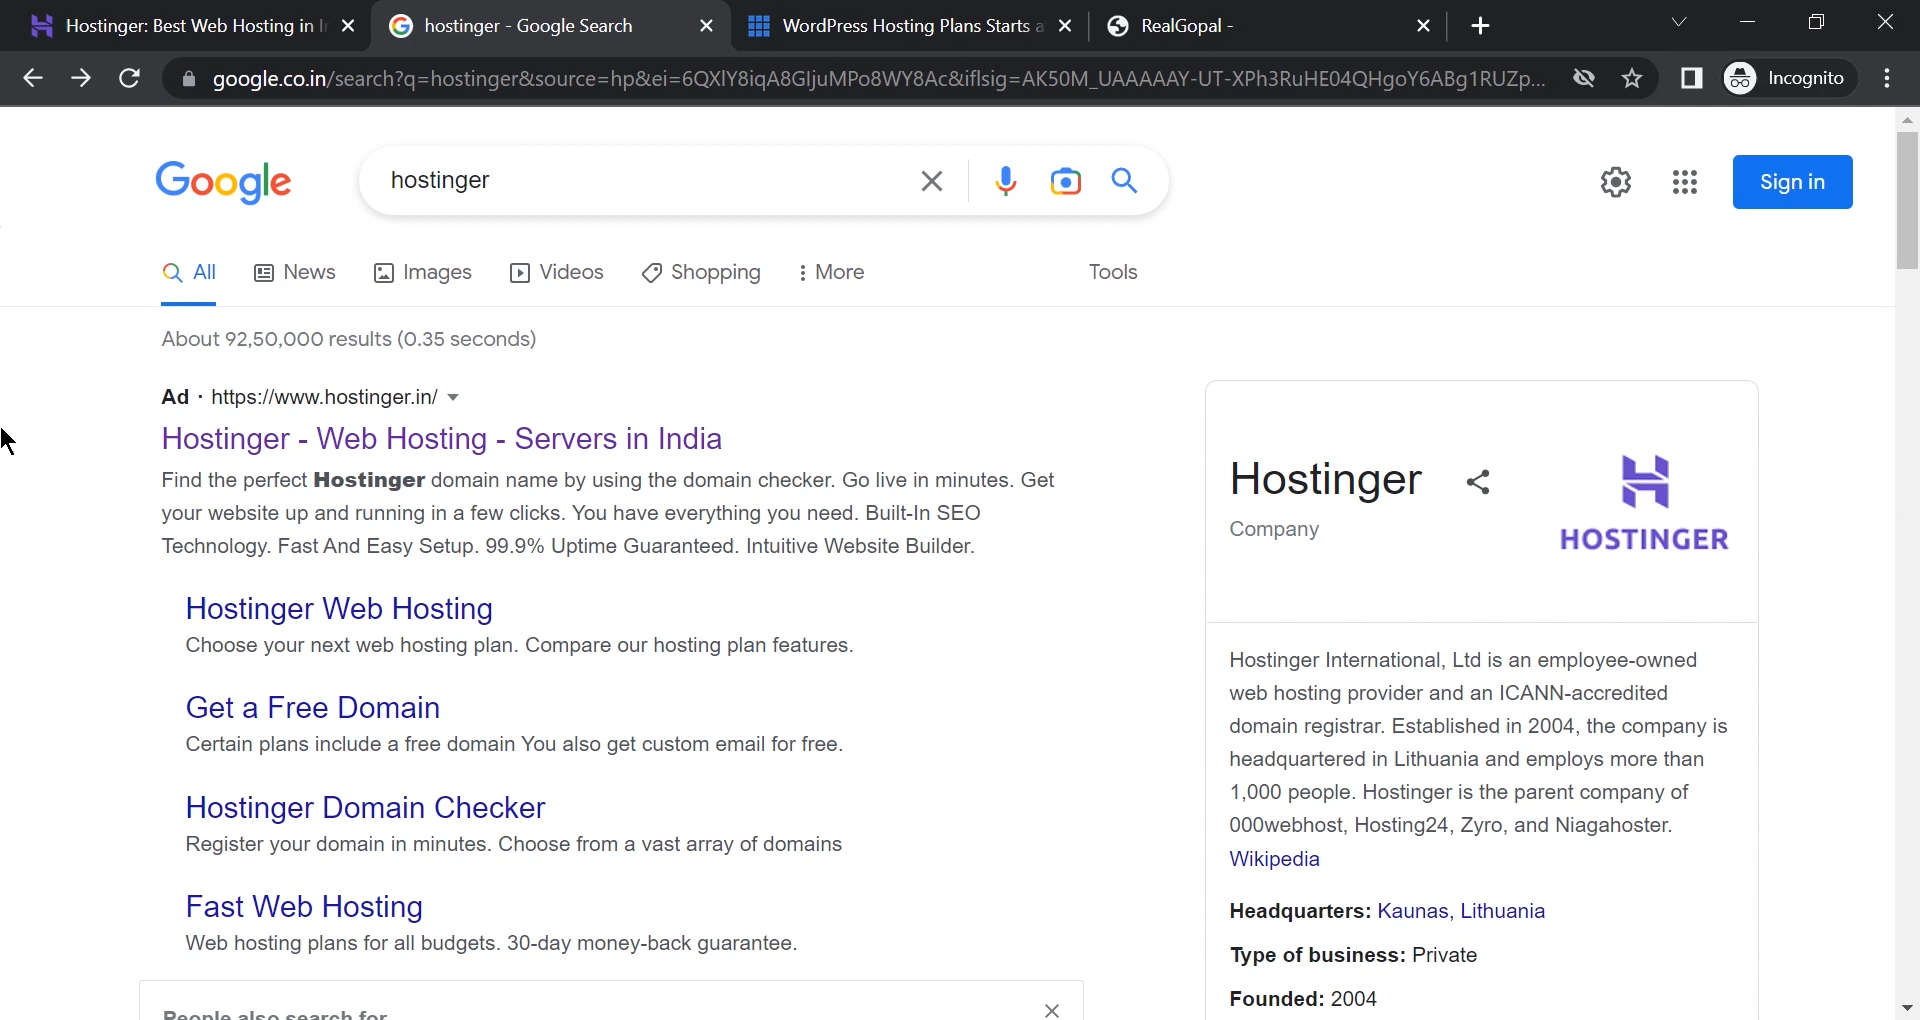 Hostinger: Best Web Hosting in I
hostinger - Google Search
WordPress Hosting Plans Starts a
RealGopal -
google.co.in/search?q=hostinger&source=hp&ei=6QXlY8iqA8GljuMPo8WY8Ac&iflsig=AK50M_UAAAAAY-UT-XPh3RuHE04QHgoY6ABg1RUZp...
Incognito
Google
hostinger
Sign in
All
News
Images
Videos
Shopping
More
Tools
About 92,50,000 results (0.35 seconds)
Ad · https://www.hostinger.in/
Hostinger - Web Hosting - Servers in India
Find the perfect Hostinger domain name by using the domain checker. Go live in minutes. Get
your website up and running in a few clicks. You have everything you need. Built-In SEO
Technology. Fast And Easy Setup. 99.9% Uptime Guaranteed. Intuitive Website Builder.
Hostinger Web Hosting
Choose your next web hosting plan. Compare our hosting plan features.
Get a Free Domain
Certain plans include a free domain You also get custom email for free.
Hostinger Domain Checker
Register your domain in minutes. Choose from a vast array of domains
Fast Web Hosting
Web hosting plans for all budgets. 30-day money-back guarantee.
People also search for
Hostinger
Company
HOSTINGER
Hostinger International, Ltd is an employee-owned
web hosting provider and an ICANN-accredited
domain registrar. Established in 2004, the company is
headquartered in Lithuania and employs more than
1,000 people. Hostinger is the parent company of
000webhost, Hosting24, Zyro, and Niagahoster.
Wikipedia
Headquarters: Kaunas, Lithuania
Type of business: Private
Founded: 2004